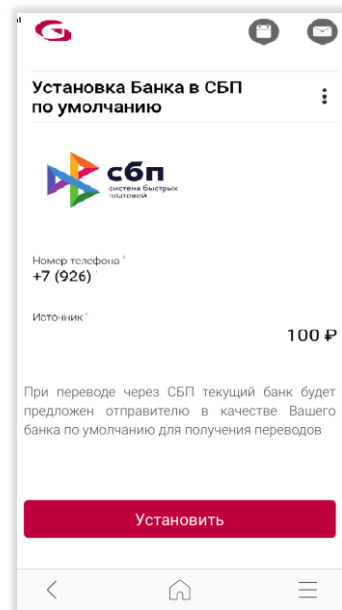 ы
Установка Банка в СБП
по умолчанию
сбп
система быстрых
платежей
Номер телефона *
+7 (926)
Источник *
100 ₽
При переводе через СБП текущий банк будет
предложен отправителю в качестве Вашего
банка по умолчанию для получения переводов
Установить